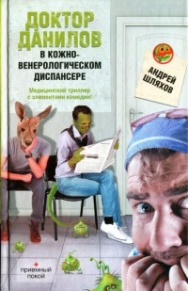 ДОКТОР
ДАНИЛОВ
В КОЖНО-
ВЕНЕРОЛОГИЧЕСКОМ
ДИСПАНСЕРЕ
Медицинский триллер
с элементами комедии!
АНДРЕЙ
ШЛЯХОВ
приемный
покой